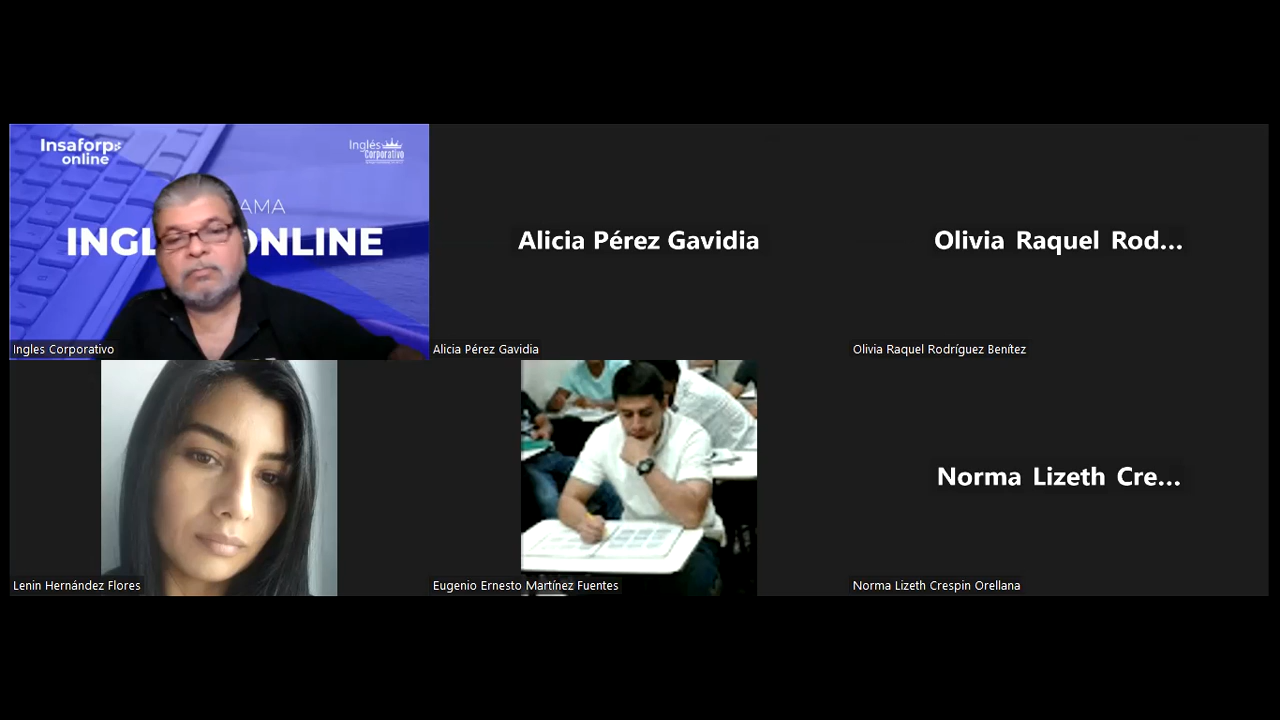 Insaforp
online
Inglés
Corporativo
AMA
INGL ONLINE
Ingles Corporativo
Alicia Pérez Gavidia
Alicia Pérez Gavidia
Olivia Raquel Rod...
Olivia Raquel Rodríguez Benítez
Lenin Hernández Flores
Eugenio Ernesto Martínez Fuentes
Norma Lizeth Cre...
Norma Lizeth Crespin Orellana